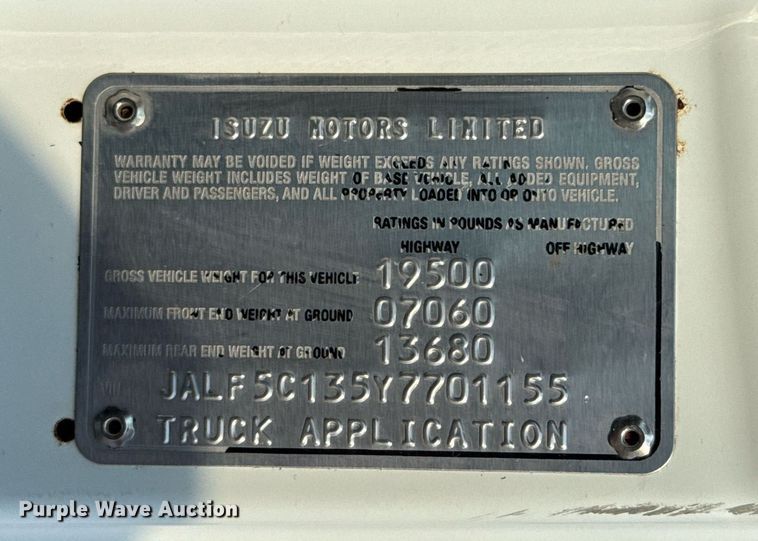 ISUZU MOTORS LIMITED
WARRANTY MAY BE VOIDED IF WEIGHT EXCEEDS ANY RATING SHOWN. GROSS
VEHICLE WEIGHT INCLUDES WEIGHT OF BASE VEHICLE, ALL ADDED EQUIPMENT,
DRIVER AND PASSENGERS, AND ALL PROPERTY LOADED INTO OR ONTO VEHICLE.
RATINGS IN POUNDS AS MANUFACTURED
HIGHWAY OFF HIGHWAY
GROSS VEHICLE WEIGHT FOR THIS VEHICLE 19500
MAXIMUM FRONT END WEIGHT AT GROUND 07060
MAXIMUM REAR END WEIGHT AT GROUND 13680
VIN JALF5C135Y7701155
TRUCK APPLICATION
Purple Wave Auction